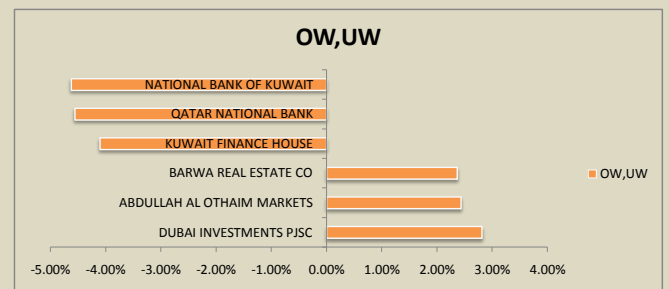 OW,UW
NATIONAL BANK OF KUWAIT
QATAR NATIONAL BANK
KUWAIT FINANCE HOUSE
BARWA REAL ESTATE CO
ABDULLAH AL OTHAIM MARKETS
DUBAI INVESTMENTS PJSC
OW,UW
-5.00% -4.00% -3.00% -2.00% -1.00% 0.00% 1.00% 2.00% 3.00% 4.00%